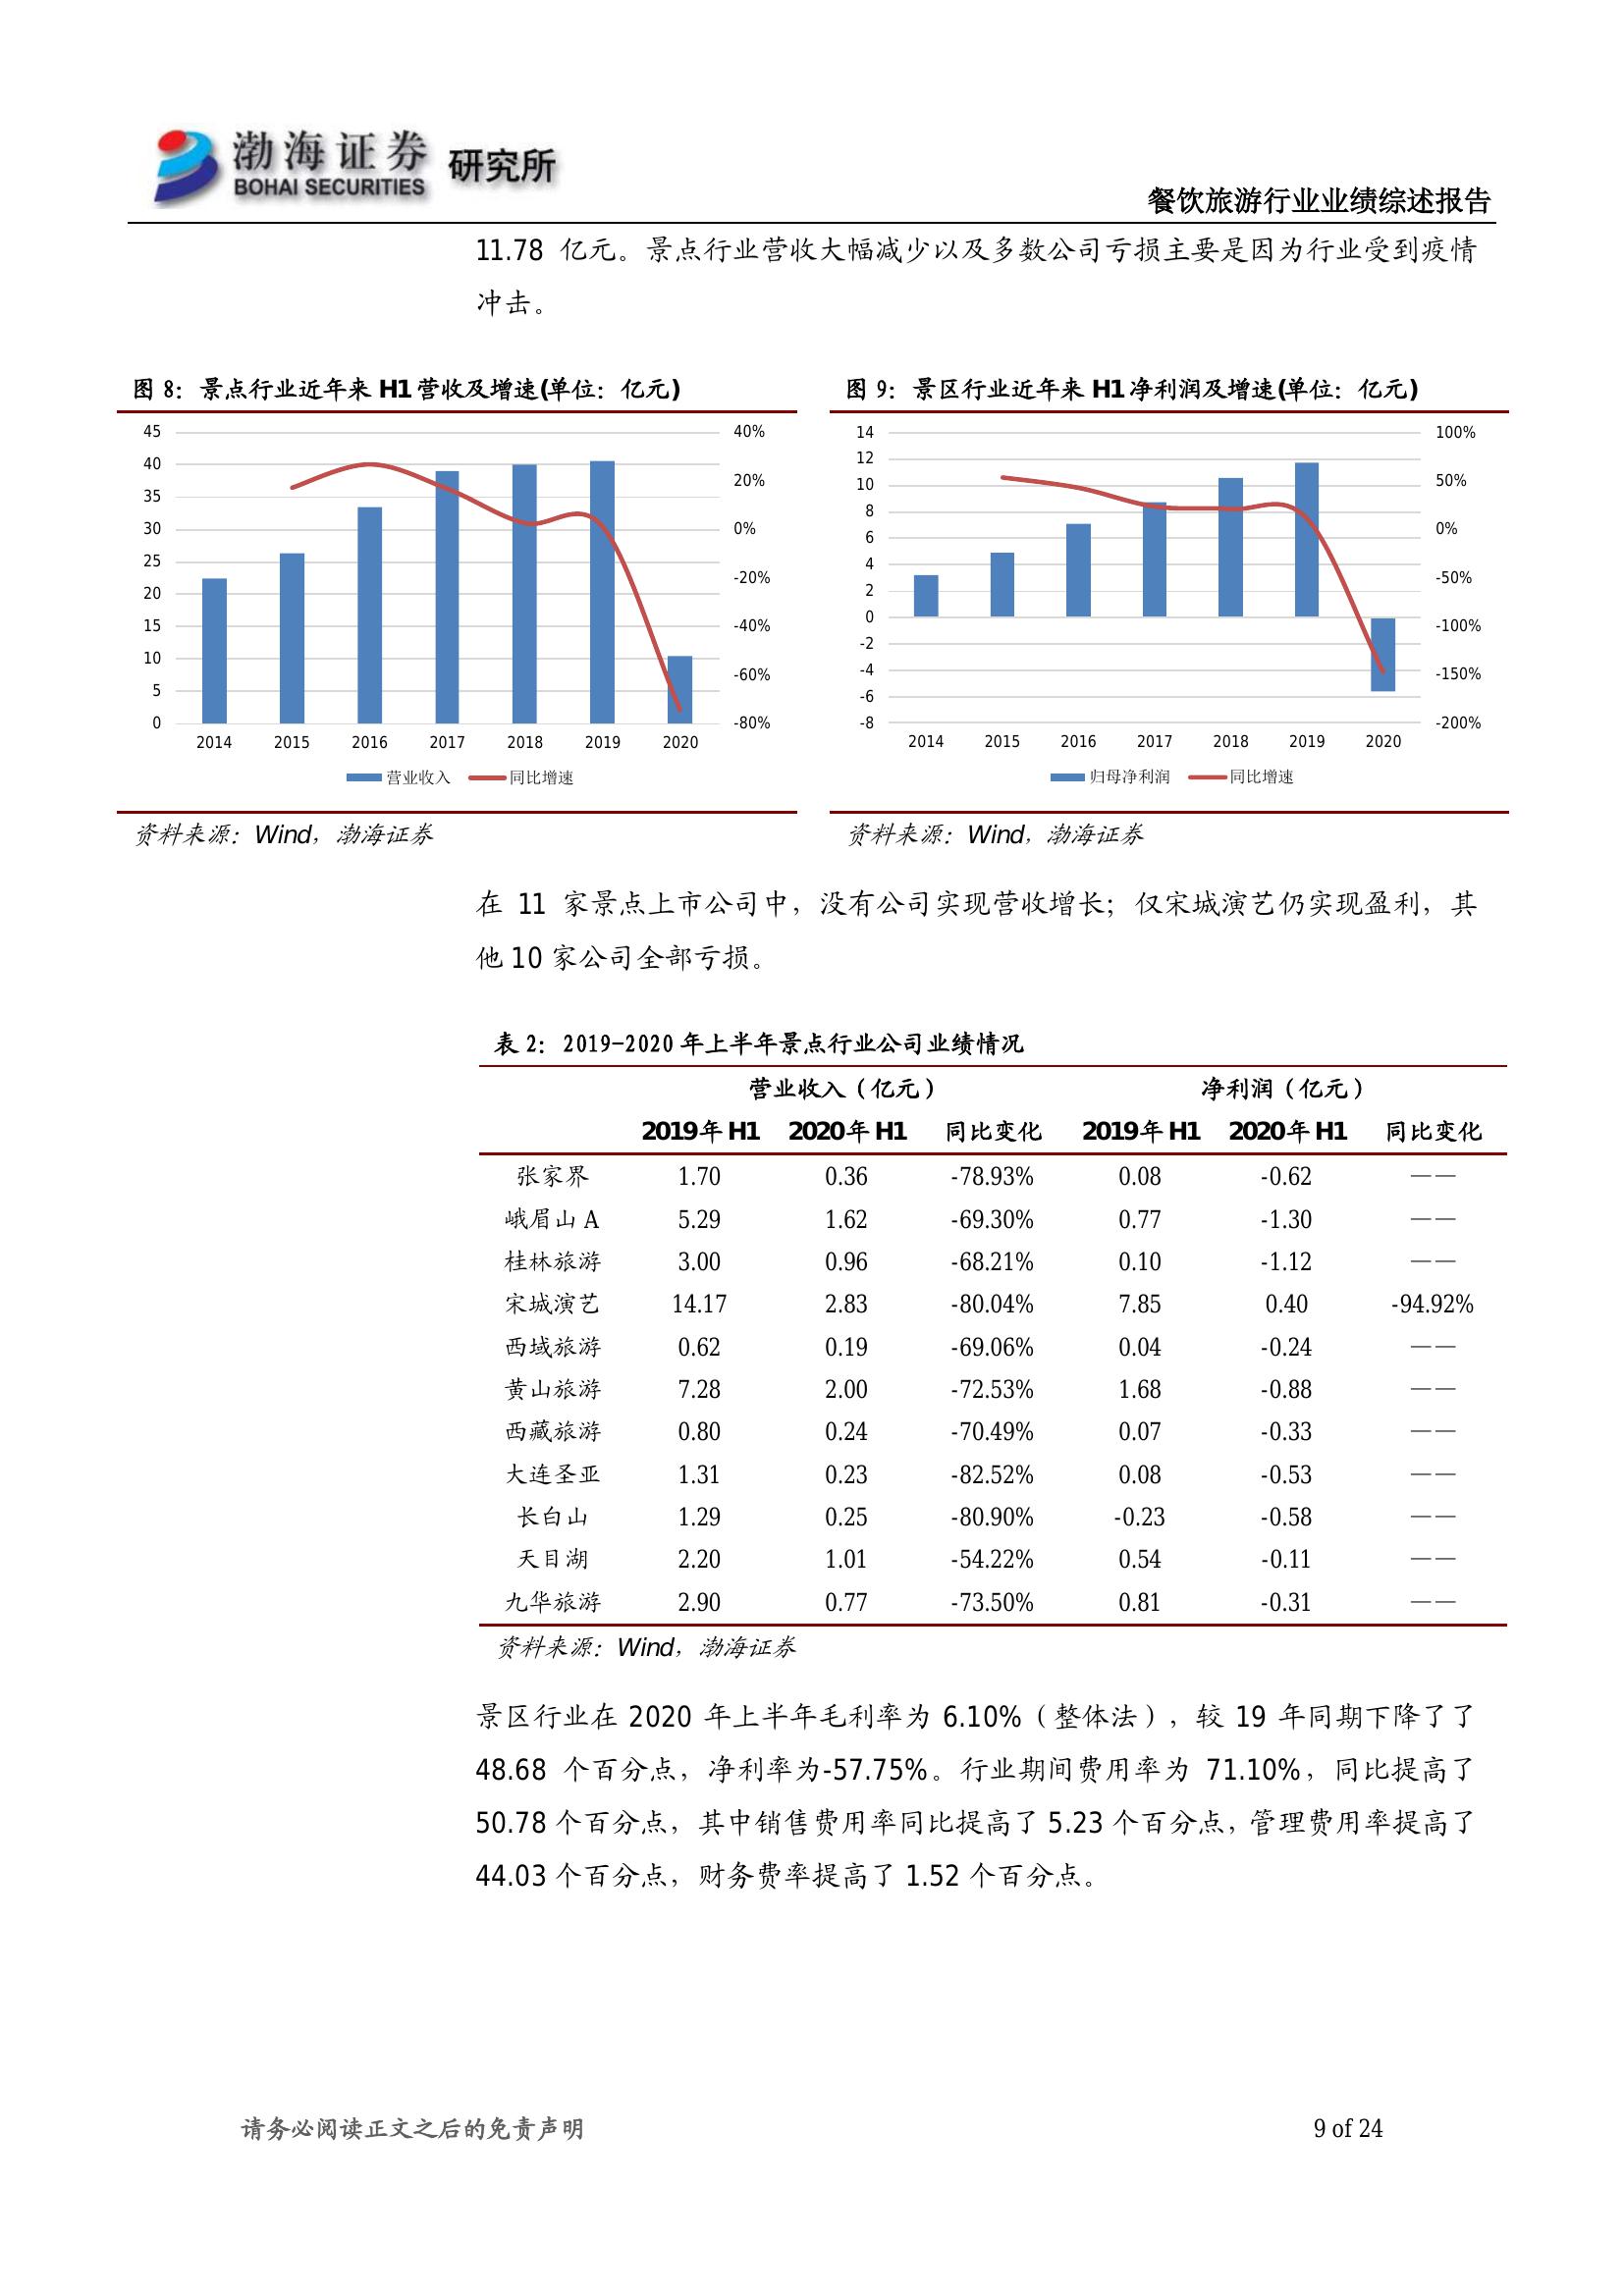 渤海证券 研究所
BOHAI SECURITIES
餐饮旅游行业业绩综述报告
11.78 亿元。景点行业营收大幅减少以及多数公司亏损主要是因为行业受到疫情
冲击。
图 8：景点行业近年来 H1 营收及增速(单位：亿元)
45 40%
40 20%
35
30 0%
25
20 -20%
15 -40%
10
5 -60%
0 -80%
2014 2015 2016 2017 2018 2019 2020
营业收入 同比增速
资料来源：Wind，渤海证券
图 9：景区行业近年来 H1 净利润及增速(单位：亿元)
14 100%
12
10 50%
8
6 0%
4 -50%
2
0 -100%
-2
-4 -150%
-6
-8 -200%
2014 2015 2016 2017 2018 2019 2020
归母净利润 同比增速
资料来源：Wind，渤海证券
在 11 家景点上市公司中，没有公司实现营收增长；仅宋城演艺仍实现盈利，其
他 10 家公司全部亏损。
表 2：2019-2020 年上半年景点行业公司业绩情况
营业收入（亿元） 净利润（亿元）
2019年 H1 2020年 H1 同比变化 2019年 H1 2020年 H1 同比变化
张家界 1.70 0.36 -78.93% 0.08 -0.62 ——
峨眉山 A 5.29 1.62 -69.30% 0.77 -1.30 ——
桂林旅游 3.00 0.96 -68.21% 0.10 -1.12 ——
宋城演艺 14.17 2.83 -80.04% 7.85 0.40 -94.92%
西域旅游 0.62 0.19 -69.06% 0.04 -0.24 ——
黄山旅游 7.28 2.00 -72.53% 1.68 -0.88 ——
西藏旅游 0.80 0.24 -70.49% 0.07 -0.33 ——
大连圣亚 1.31 0.23 -82.52% 0.08 -0.53 ——
长白山 1.29 0.25 -80.90% -0.23 -0.58 ——
天目湖 2.20 1.01 -54.22% 0.54 -0.11 ——
九华旅游 2.90 0.77 -73.50% 0.81 -0.31 ——
资料来源：Wind，渤海证券
景区行业在 2020 年上半年毛利率为 6.10%（整体法），较 19 年同期下降了了
48.68 个百分点，净利率为-57.75%。行业期间费用率为 71.10%，同比提高了
50.78 个百分点，其中销售费用率同比提高了 5.23 个百分点，管理费用率提高了
44.03 个百分点，财务费率提高了 1.52 个百分点。
请务必阅读正文之后的免责声明 9 of 24